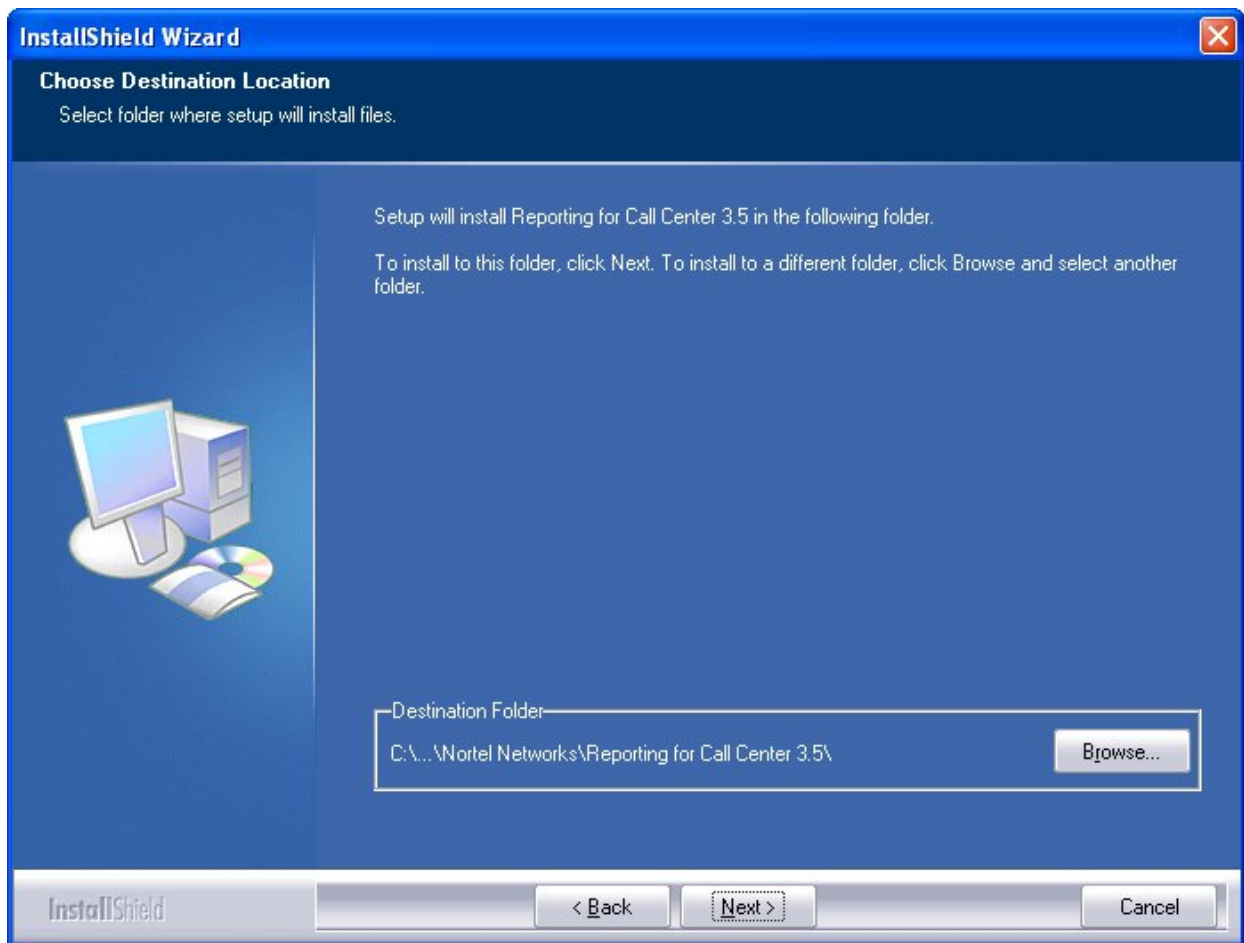 InstallShield Wizard
Choose Destination Location
Select folder where setup will install files.
Setup will install Reporting for Call Center 3.5 in the following folder.
To install to this folder, click Next. To install to a different folder, click Browse and select another
folder.
Destination Folder
C:\...\Nortel Networks\Reporting for Call Center 3.5\
Browse...
InstallShield
< Back
Next >
Cancel